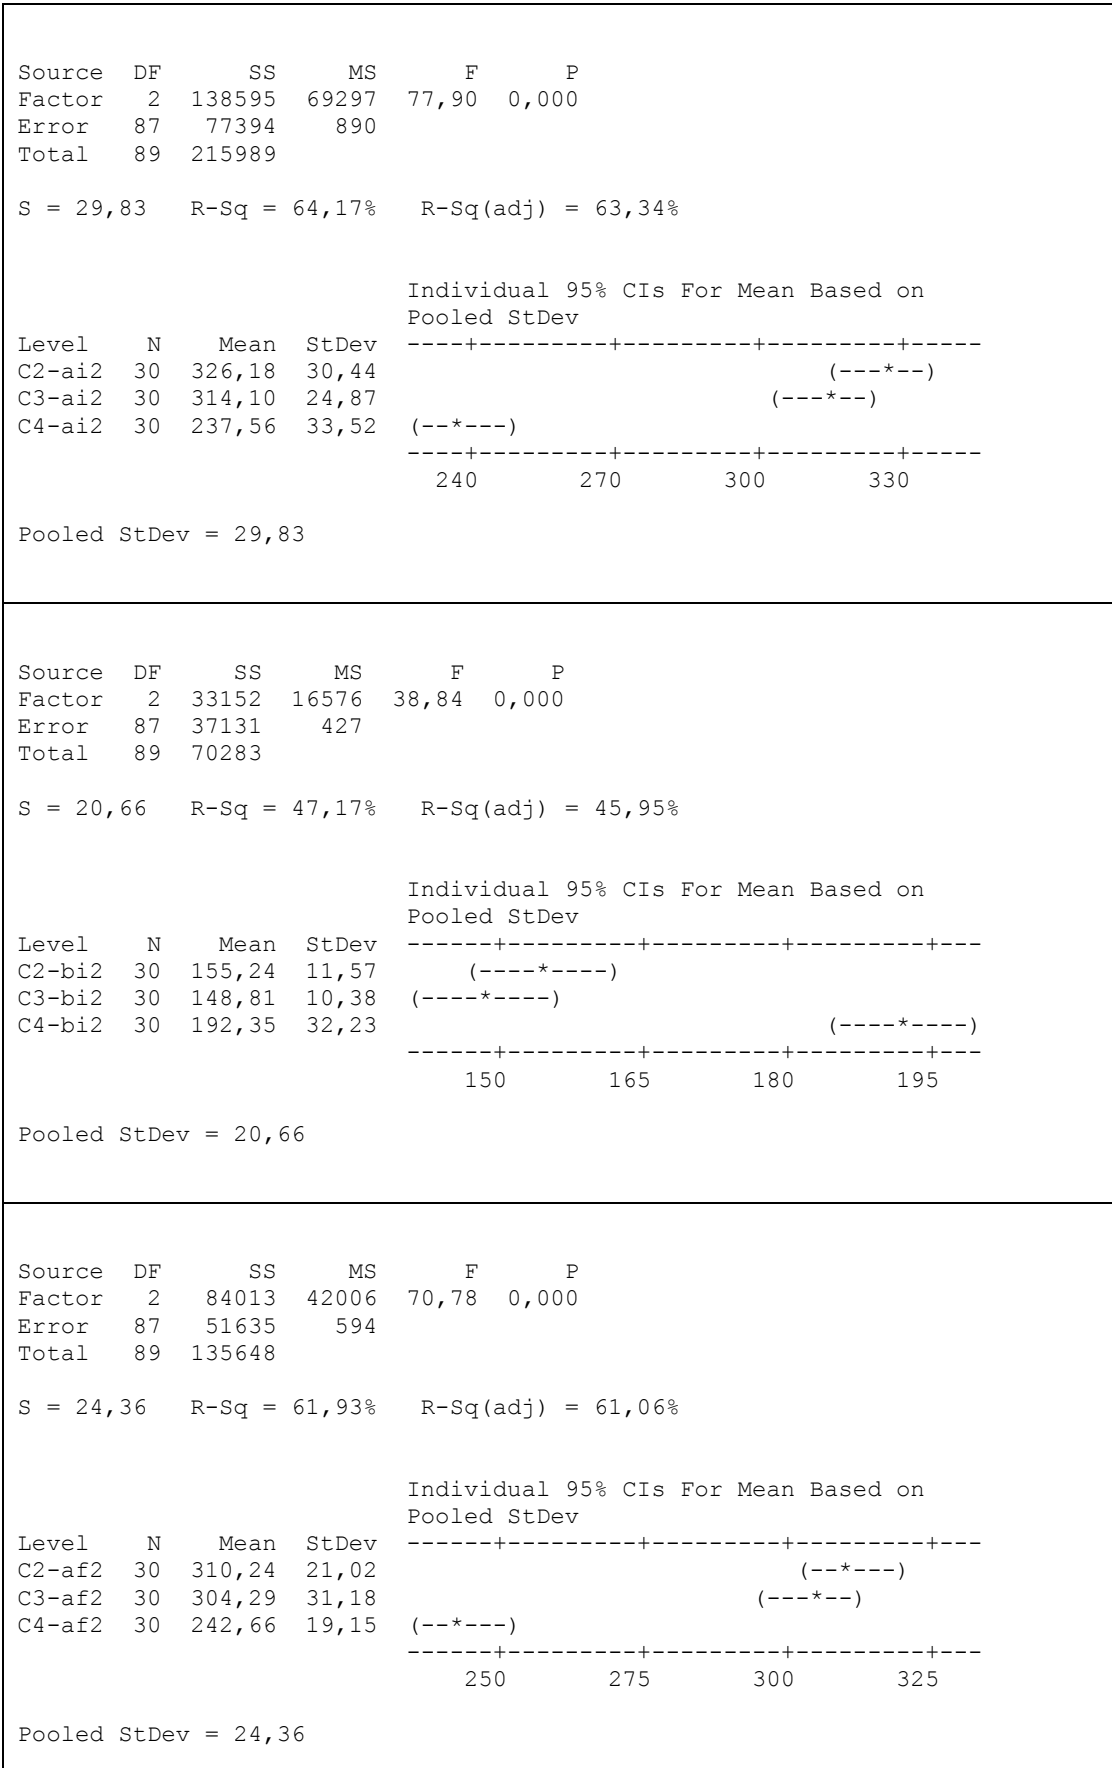 Source  DF      SS     MS      F      P
Factor   2  138595  69297  77,90  0,000
Error   87   77394    890
Total   89  215989
S = 29,83   R-Sq = 64,17%   R-Sq(adj) = 63,34%
                           Individual 95% CIs For Mean Based on
                           Pooled StDev
Level    N    Mean  StDev  ----+---------+---------+---------+-----
C2-ai2  30  326,18  30,44                               (---*--)
C3-ai2  30  314,10  24,87                           (---*--)
C4-ai2  30  237,56  33,52  (--*---)
                           ----+---------+---------+---------+-----
                             240       270       300       330
Pooled StDev = 29,83
Source  DF     SS     MS      F      P
Factor   2  33152  16576  38,84  0,000
Error   87  37131    427
Total   89  70283
S = 20,66   R-Sq = 47,17%   R-Sq(adj) = 45,95%
                           Individual 95% CIs For Mean Based on
                           Pooled StDev
Level    N    Mean  StDev  ------+---------+---------+---------+---
C2-bi2  30  155,24  11,57      (----*----)
C3-bi2  30  148,81  10,38  (----*----)
C4-bi2  30  192,35  32,23                               (----*----)
                           ------+---------+---------+---------+---
                               150       165       180       195
Pooled StDev = 20,66
Source  DF      SS     MS      F      P
Factor   2   84013  42006  70,78  0,000
Error   87   51635    594
Total   89  135648
S = 24,36   R-Sq = 61,93%   R-Sq(adj) = 61,06%
                           Individual 95% CIs For Mean Based on
                           Pooled StDev
Level    N    Mean  StDev  ------+---------+---------+---------+---
C2-af2  30  310,24  21,02                             (--*---)
C3-af2  30  304,29  31,18                          (---*--)
C4-af2  30  242,66  19,15  (--*---)
                           ------+---------+---------+---------+---
                               250       275       300       325
Pooled StDev = 24,36